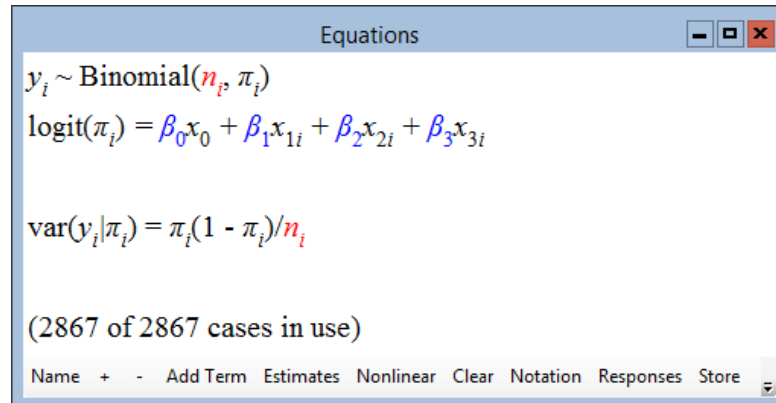 Equations
yᵢ ~ Binomial(nᵢ, πᵢ)
logit(πᵢ) = β₀x₀ + β₁x₁ᵢ + β₂x₂ᵢ + β₃x₃ᵢ
var(yᵢ|πᵢ) = πᵢ(1 - πᵢ)/nᵢ
(2867 of 2867 cases in use)
Name + - Add Term Estimates Nonlinear Clear Notation Responses Store